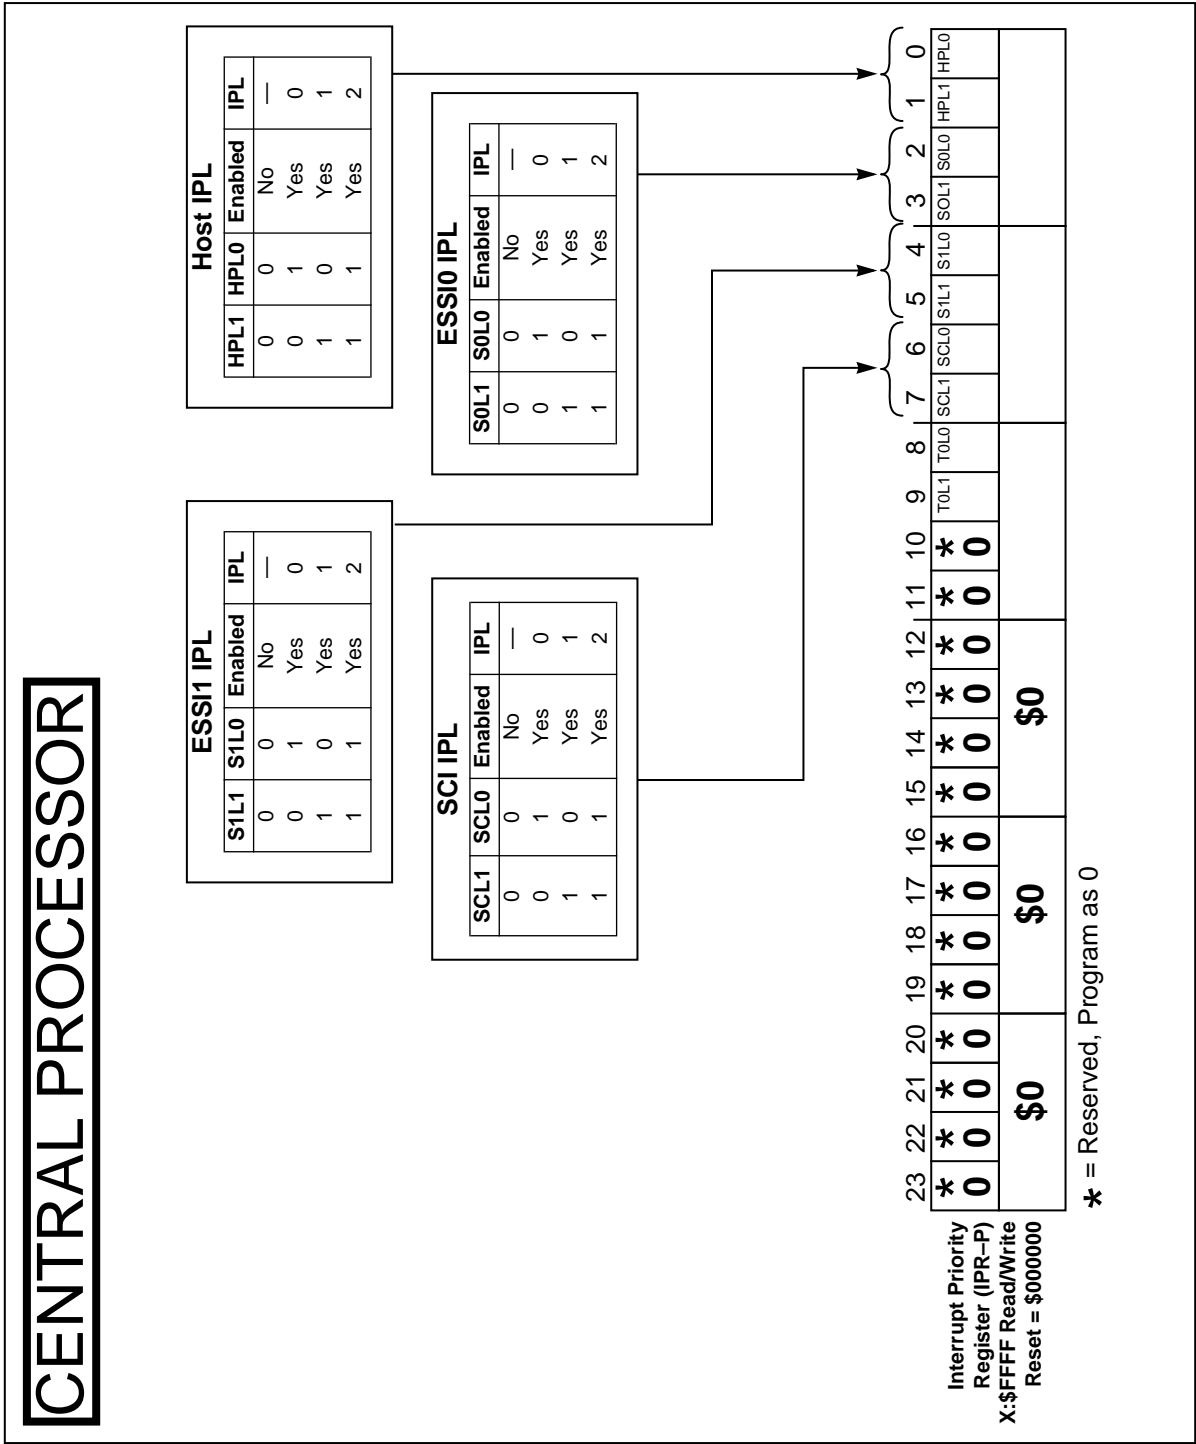 CENTRAL PROCESSOR
ESSI1 IPL
S1L1 S1L0 Enabled IPL
0 0 No —
0 1 Yes 0
1 0 Yes 1
1 1 Yes 2
Host IPL
HPL1 HPL0 Enabled IPL
0 0 No —
0 1 Yes 0
1 0 Yes 1
1 1 Yes 2
SCI IPL
SCL1 SCL0 Enabled IPL
0 0 No —
0 1 Yes 0
1 0 Yes 1
1 1 Yes 2
ESSI0 IPL
S0L1 S0L0 Enabled IPL
0 0 No —
0 1 Yes 0
1 0 Yes 1
1 1 Yes 2
23 22 21 20 19 18 17 16 15 14 13 12 11 10 9 8 7 6 5 4 3 2 1 0
* * * * * * * * * * * * * * T0L1 T0L0 SCL1 SCL0 S1L1 S1L0 SOL1 S0L0 HPL1 HPL0
0 0 0 0 0 0 0 0 0 0 0 0 0 0
$0 $0 $0
Interrupt Priority
Register (IPR–P)
X:$FFFF Read/Write
Reset = $000000
* = Reserved, Program as 0